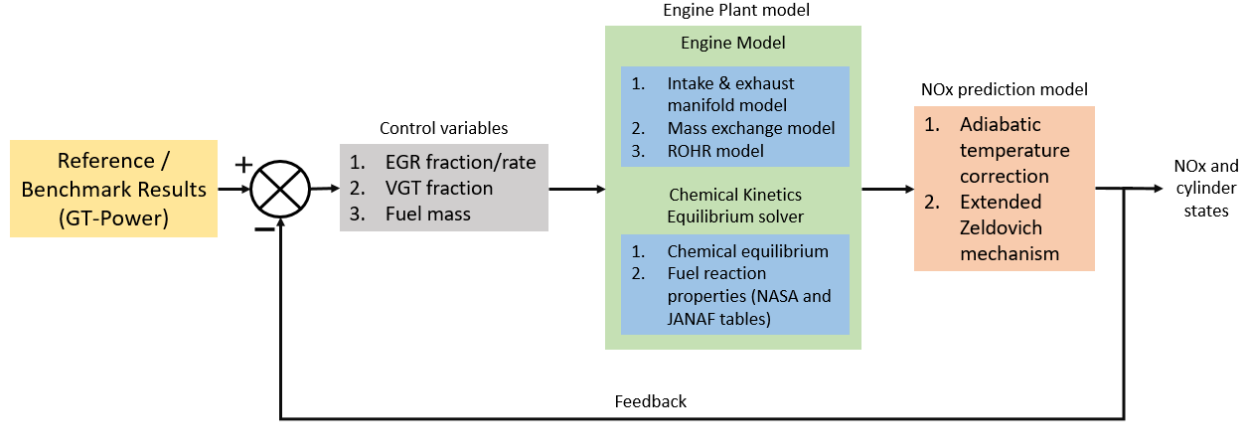 Engine Plant model
Engine Model
1. Intake & exhaust
manifold model
2. Mass exchange model
3. ROHR model
Chemical Kinetics
Equilibrium solver
1. Chemical equilibrium
2. Fuel reaction
properties (NASA and
JANAF tables)
Reference /
Benchmark Results
(GT-Power)
+
−
Control variables
1. EGR fraction/rate
2. VGT fraction
3. Fuel mass
NOx prediction model
1. Adiabatic
temperature
correction
2. Extended
Zeldovich
mechanism
NOx and
cylinder
states
Feedback